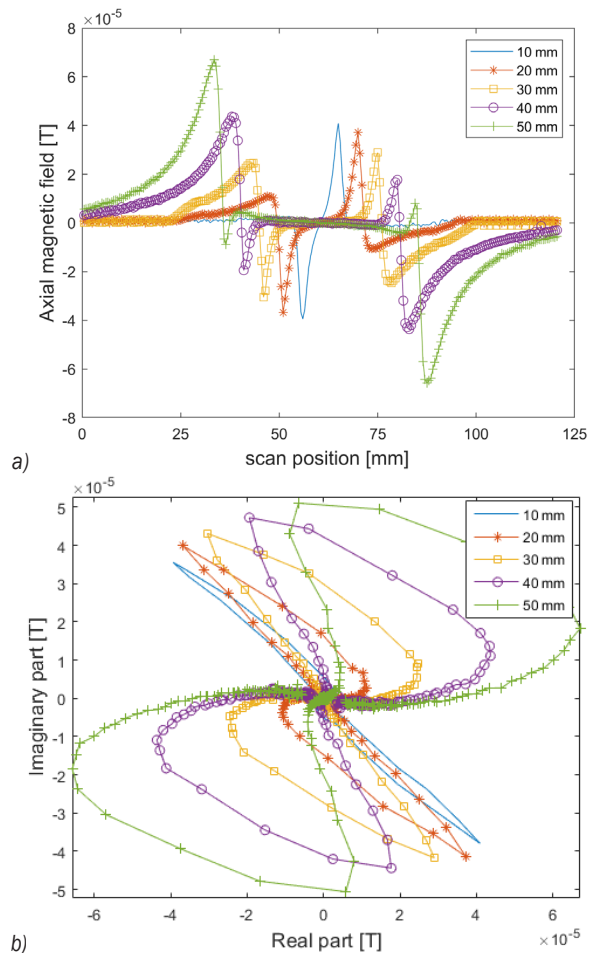 ×10⁻⁵
8
6
4
2
0
-2
-4
-6
-8
Axial magnetic field [T]
10 mm
20 mm
30 mm
40 mm
50 mm
0
25
50
75
100
125
scan position [mm]
a)
×10⁻⁵
5
4
3
2
1
0
-1
-2
-3
-4
-5
Imaginary part [T]
10 mm
20 mm
30 mm
40 mm
50 mm
-6
-4
-2
0
2
4
6
Real part [T]
×10⁻⁵
b)